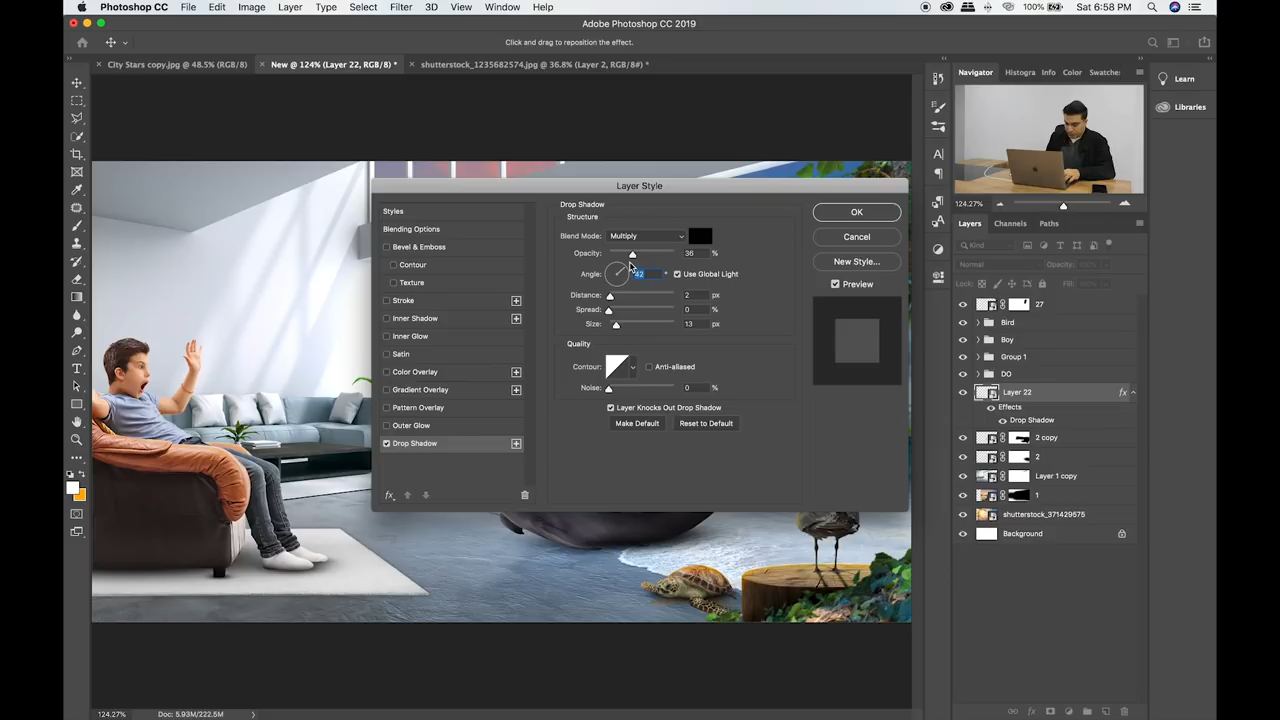 Photoshop CC File Edit Image Layer Type Select Filter 3D View Window Help 100% Sat 6:58 PM
Adobe Photoshop CC 2019
Click and drag to reposition the effect.
City Stars copy.jpg @ 48.5% (RGB/8) New @ 124% (Layer 22, RGB/8) * shutterstock_1235682574.jpg @ 36.8% (Layer 2, RGB/8#) *
Navigator Histogra Info Color Swatche
Learn
Libraries
Layer Style
Styles
Blending Options
Bevel & Emboss
Contour
Texture
Stroke
Inner Shadow
Inner Glow
Satin
Color Overlay
Gradient Overlay
Pattern Overlay
Outer Glow
Drop Shadow
fx
Drop Shadow
Structure
Blend Mode: Multiply
Opacity: 36 %
Angle: 42 ° Use Global Light
Distance: 2 px
Spread: 0 %
Size: 13 px
Quality
Contour: Anti-aliased
Noise: 0 %
Layer Knocks Out Drop Shadow
Make Default Reset to Default
OK
Cancel
New Style...
Preview
124.27%
Layers Channels Paths
Kind
Normal Opacity: 100%
Lock: Fill: 
27
Bird
Boy
Group 1
DO
Layer 22 fx
Effects
Drop Shadow
2 copy
2
Layer 1 copy
1
shutterstock_371429575
Background
124.27% Doc: 5.93M/222.5M